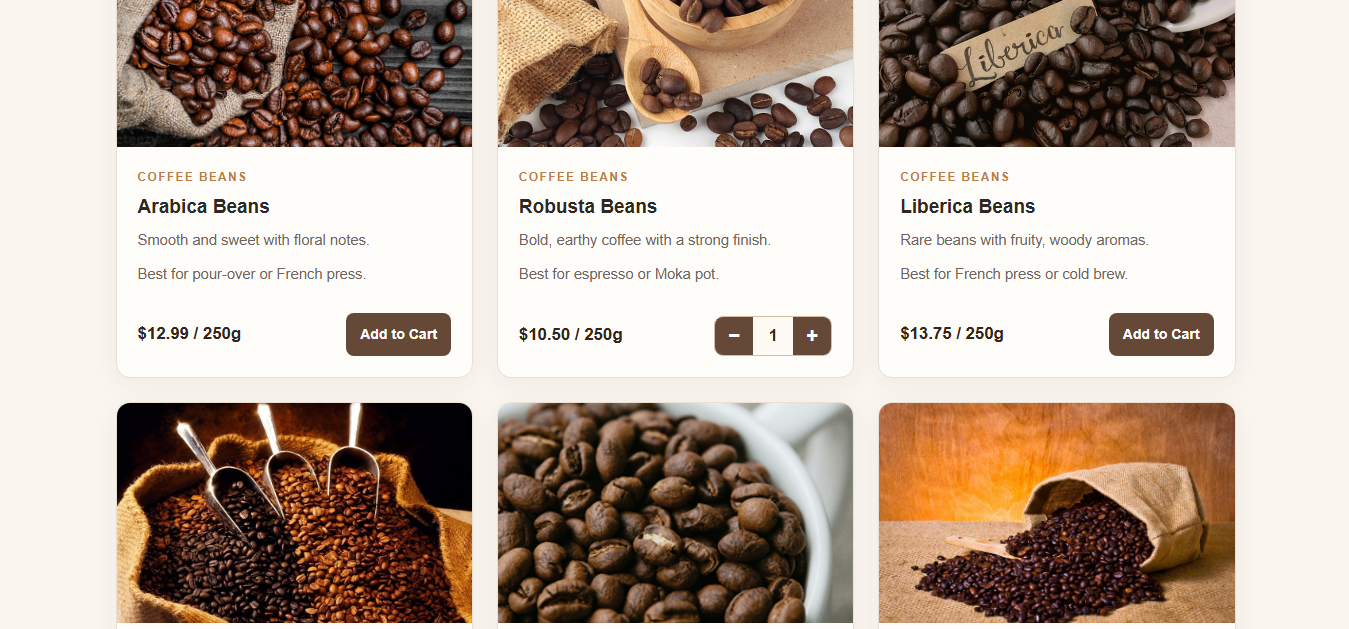 Liberica
COFFEE BEANS
Arabica Beans
Smooth and sweet with floral notes.
Best for pour-over or French press.
$12.99 / 250g
Add to Cart
COFFEE BEANS
Robusta Beans
Bold, earthy coffee with a strong finish.
Best for espresso or Moka pot.
$10.50 / 250g
− 1 +
COFFEE BEANS
Liberica Beans
Rare beans with fruity, woody aromas.
Best for French press or cold brew.
$13.75 / 250g
Add to Cart